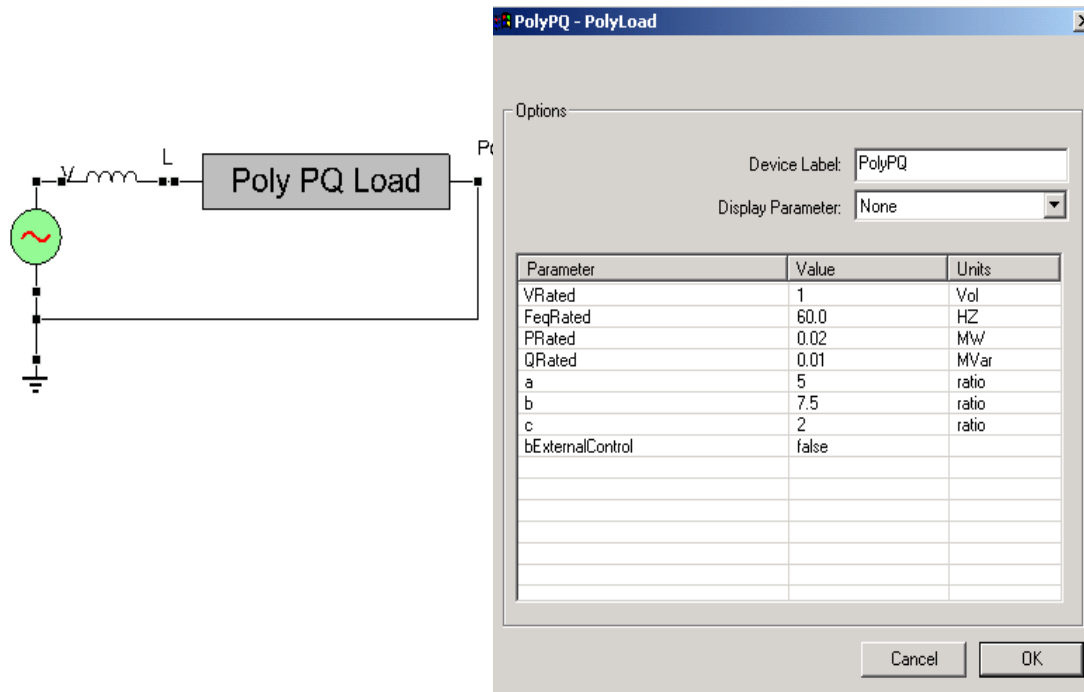 PolyPQ - PolyLoad
Options
Device Label: PolyPQ
Display Parameter: None
Parameter Value Units
VRated 1 Vol
FeqRated 60.0 HZ
PRated 0.02 MW
QRated 0.01 MVar
a 5 ratio
b 7.5 ratio
c 2 ratio
bExternalControl false
Cancel OK
V
L
Poly PQ Load